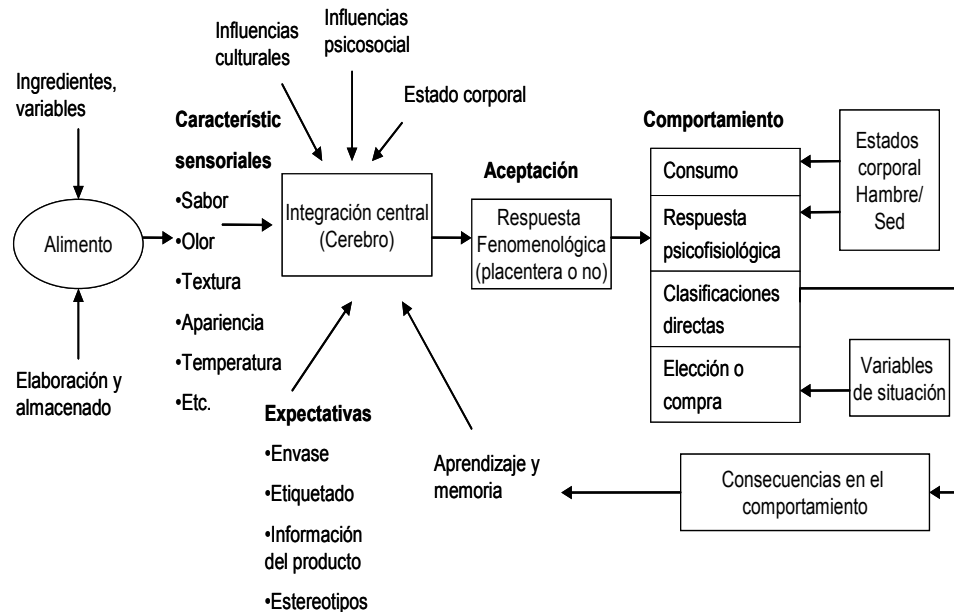 Influencias
culturales
Influencias
psicosocial
Estado corporal
Ingredientes,
variables
Alimento
Elaboración y
almacenado
Característic
sensoriales
•Sabor
•Olor
•Textura
•Apariencia
•Temperatura
•Etc.
Integración central
(Cerebro)
Expectativas
•Envase
•Etiquetado
•Información
del producto
•Estereotipos
Aceptación
Respuesta
Fenomenológica
(placentera o no)
Comportamiento
Consumo
Respuesta
psicofisiológica
Clasificaciones
directas
Elección o
compra
Estados
corporal
Hambre/
Sed
Variables
de situación
Consecuencias en el
comportamiento
Aprendizaje y
memoria